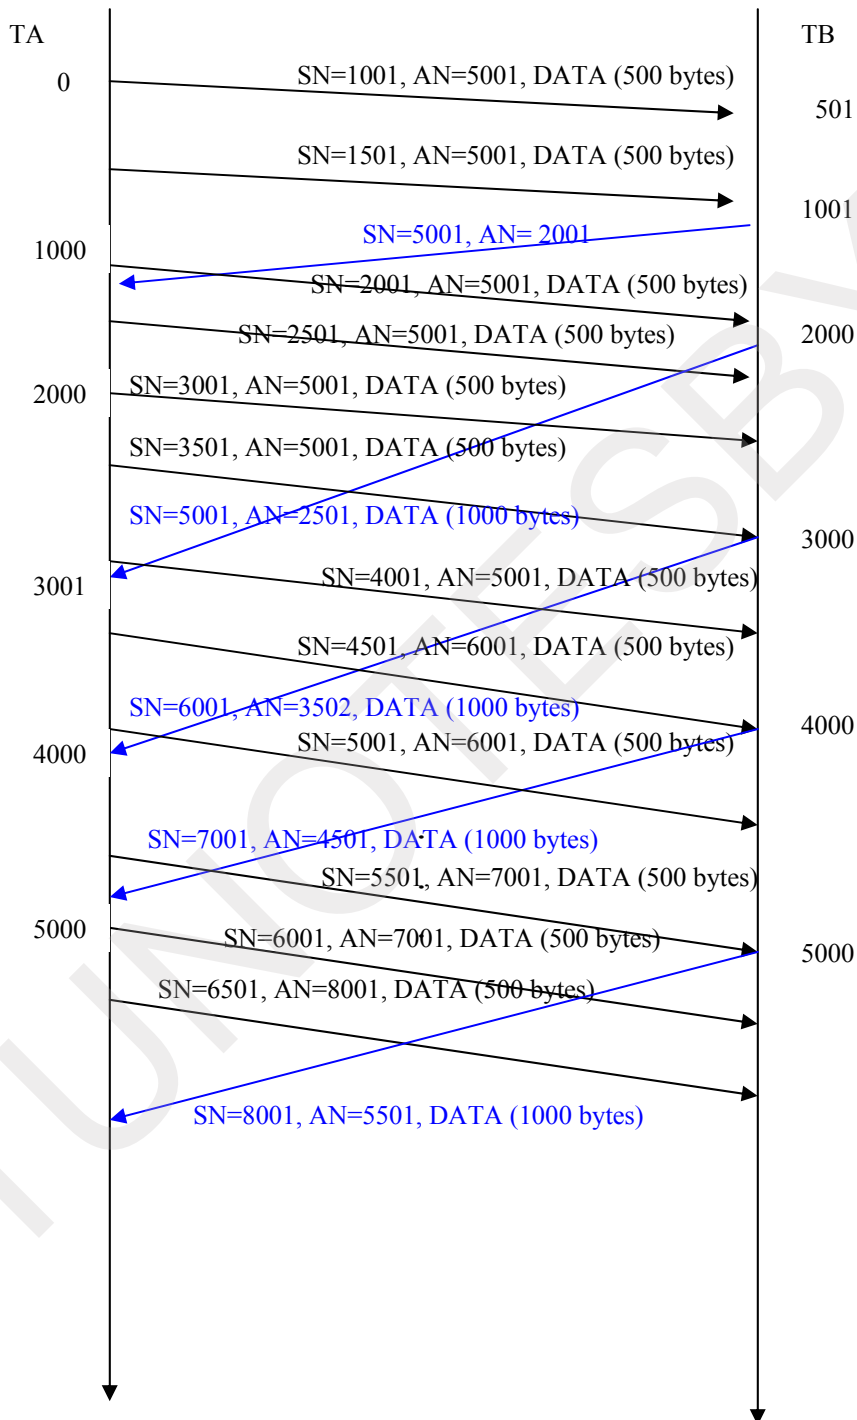 TA TB
0 SN=1001, AN=5001, DATA (500 bytes)
501
SN=1501, AN=5001, DATA (500 bytes)
1001
SN=5001, AN= 2001
1000
SN=2001, AN=5001, DATA (500 bytes)
SN=2501, AN=5001, DATA (500 bytes) 2000
2000 SN=3001, AN=5001, DATA (500 bytes)
SN=3501, AN=5001, DATA (500 bytes)
SN=5001, AN=2501, DATA (1000 bytes)
3000
3001 SN=4001, AN=5001, DATA (500 bytes)
SN=4501, AN=6001, DATA (500 bytes)
SN=6001, AN=3502, DATA (1000 bytes)
4000
SN=5001, AN=6001, DATA (500 bytes)
4000
SN=7001, AN=4501, DATA (1000 bytes)
SN=5501, AN=7001, DATA (500 bytes)
5000 SN=6001, AN=7001, DATA (500 bytes)
5000
SN=6501, AN=8001, DATA (500 bytes)
SN=8001, AN=5501, DATA (1000 bytes)
UNOTESBY